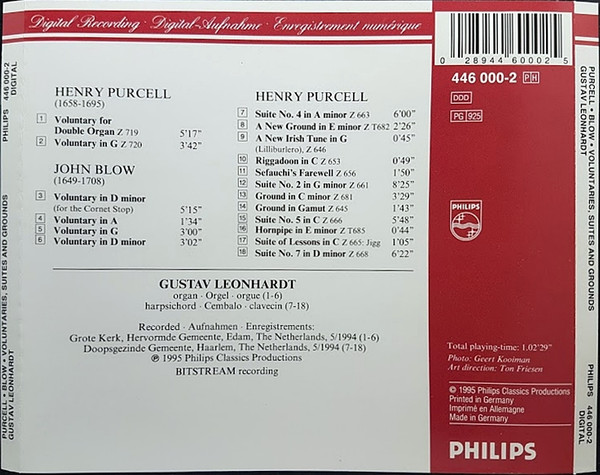 Digital Recording · Digital-Aufnahme · Enregistrement numérique
HENRY PURCELL
(1658-1695)
1 Voluntary for
Double Organ Z 719 5'17"
2 Voluntary in G Z 720 3'42"
JOHN BLOW
(1649-1708)
3 Voluntary in D minor
(for the Cornet Stop) 5'15"
4 Voluntary in A 1'34"
5 Voluntary in G 3'00"
6 Voluntary in D minor 3'02"
HENRY PURCELL
7 Suite No. 4 in A minor Z 663 6'00"
8 A New Ground in E minor Z T682 2'26"
9 A New Irish Tune in G 0'45"
(Lilliburlero), Z 646
10 Riggadoon in C Z 653 0'49"
11 Sefauchi's Farewell Z 656 1'50"
12 Suite No. 2 in G minor Z 661 8'25"
13 Ground in C minor Z 681 3'29"
14 Ground in Gamut Z 645 1'43"
15 Suite No. 5 in C Z 666 5'48"
16 Hornpipe in E minor Z T685 0'44"
17 Suite of Lessons in C Z 665: Jigg 1'05"
18 Suite No. 7 in D minor Z 668 6'22"
GUSTAV LEONHARDT
organ · Orgel · orgue (1-6)
harpsichord · Cembalo · clavecin (7-18)
Recorded · Aufnahmen · Enregistrements:
Grote Kerk, Hervormde Gemeente, Edam, The Netherlands, 5/1994 (1-6)
Doopsgezinde Gemeente, Haarlem, The Netherlands, 5/1994 (7-18)
℗ 1995 Philips Classics Productions
BITSTREAM recording
0 28944 60002 5
446 000-2 PH
DDD
PG 925
PHILIPS
Total playing-time: 1.02'29"
Photo: Geert Kooiman
Art direction: Ton Friesen
© 1995 Philips Classics Productions
Printed in Germany
Imprimé en Allemagne
Made in Germany
PHILIPS
PURCELL • BLOW • VOLUNTARIES, SUITES AND GROUNDS
GUSTAV LEONHARDT
PHILIPS
446 000-2
DIGITAL
PURCELL • BLOW • VOLUNTARIES, SUITES AND GROUNDS
GUSTAV LEONHARDT
PHILIPS
446 000-2
DIGITAL